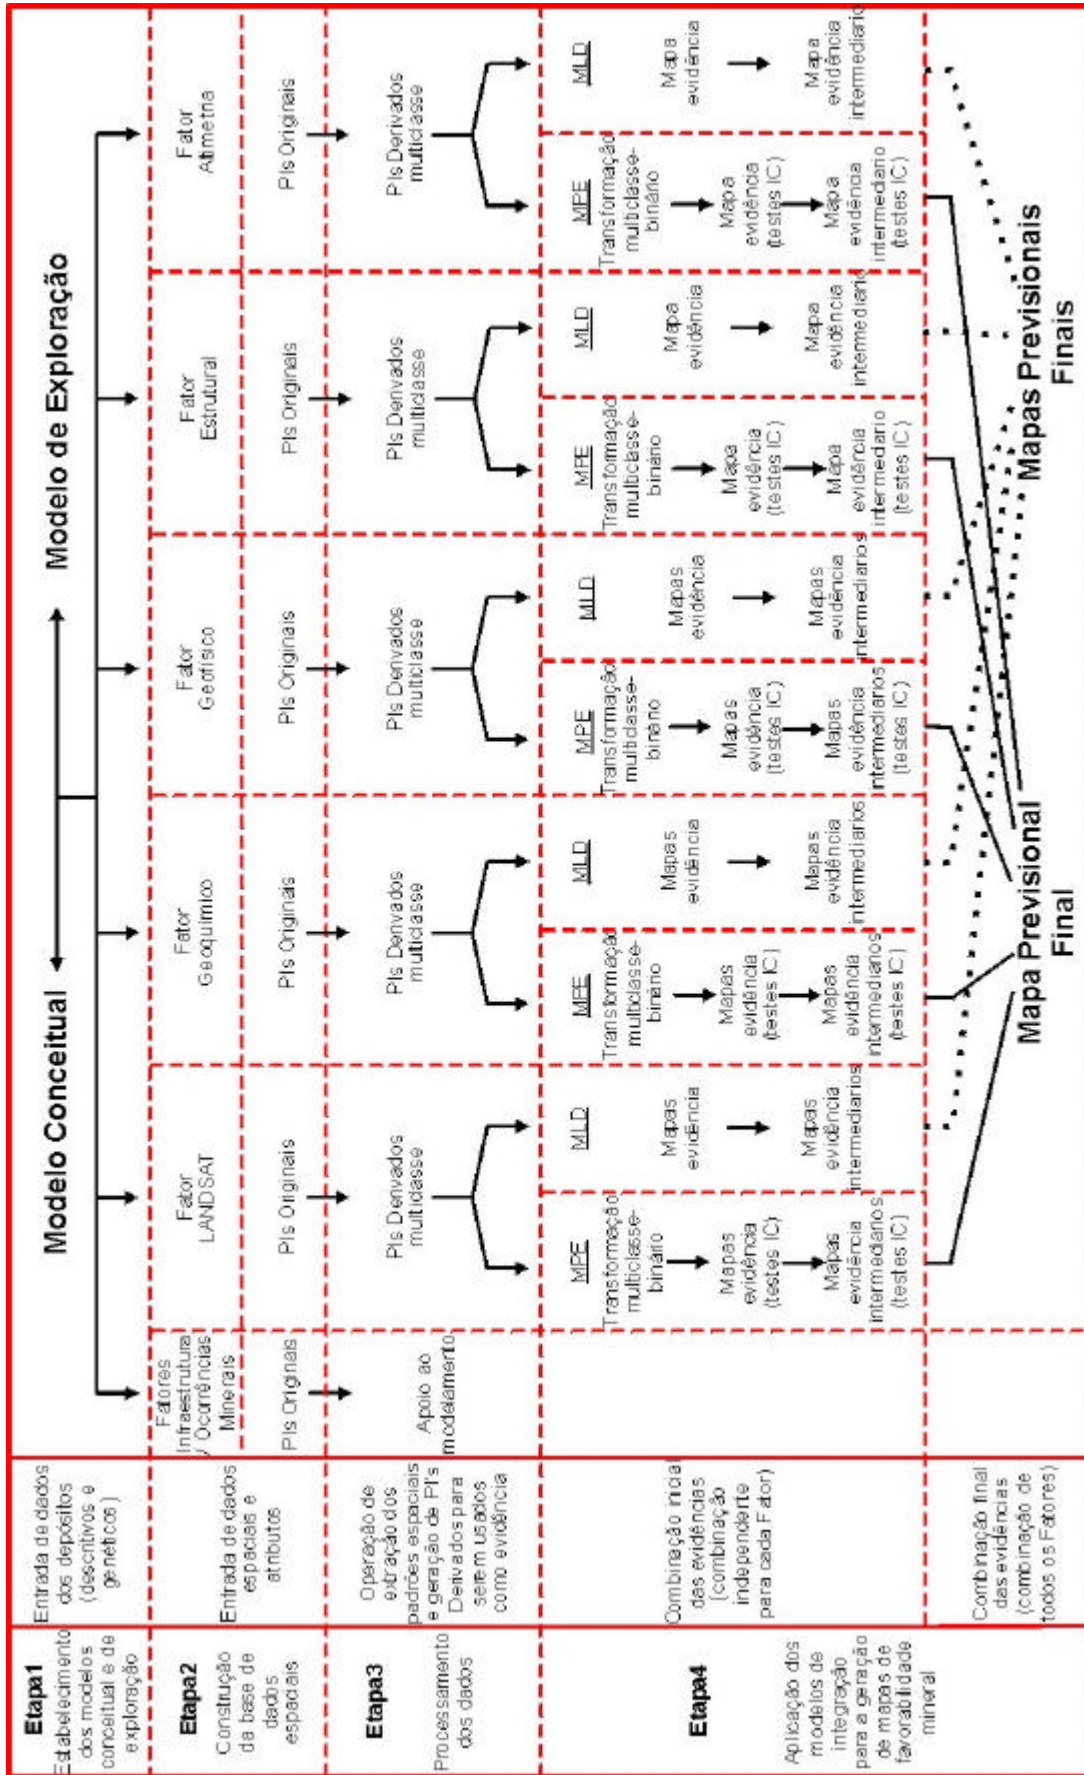 Etapa1
Estabelecimento
dos modelos
conceitual e de
exploração
Entrada de dados
dos depósitos
(descritivos e
genéticos)
Modelo Conceitual
Modelo de Exploração
Etapa2
Construção
da base de
dados
espaciais
Entrada de dados
espaciais e
atributos
Fatores
Infraestrutura
/ Ocorrências
Minerais
PIs Originais
Fator
LANDSAT
PIs Originais
Fator
Geoquímico
PIs Originais
Fator
Geofísico
PIs Originais
Fator
Estrutural
PIs Originais
Fator
Altimetria
PIs Originais
Etapa3
Processamento
dos dados
Operação de
extração dos
padrões espaciais
e geração de PI's
Derivados para
serem usados
como evidência
Apoio ao
modelamento
PIs Derivados
multiclasse
PIs Derivados
multiclasse
PIs Derivados
multiclasse
PIs Derivados
multiclasse
PIs Derivados
multiclasse
Etapa4
Aplicação dos
modelos de
integração
para a geração
de mapas de
favorabilidade
mineral
Combinação inicial
das evidências
(combinação
independente
para cada Fator)
MPE
Transformação
multiclasse-
binário
Mapas
evidência
(testes IC)
Mapas
evidência
intermediarios
(testes IC)
MLD
Mapas
evidência
Mapas
evidência
intermediarios
MPE
Transformação
multiclasse-
binário
Mapas
evidência
(testes IC)
Mapas
evidência
intermediarios
(testes IC)
MLD
Mapas
evidência
Mapas
evidência
intermediarios
MPE
Transformação
multiclasse-
binário
Mapas
evidência
(testes IC)
Mapas
evidência
intermediarios
(testes IC)
MLD
Mapas
evidência
Mapas
evidência
intermediarios
MPE
Transformação
multiclasse-
binário
Mapa
evidência
(testes IC)
Mapa
evidência
intermediario
(testes IC)
MLD
Mapa
evidência
Mapa
evidência
intermediario
MPE
Transformação
multiclasse-
binário
Mapa
evidência
(testes IC)
Mapa
evidência
intermediario
(testes IC)
MLD
Mapa
evidência
Mapa
evidência
intermediario
Combinação final
das evidências
(combinação de
todos os Fatores)
Mapa Previsional
Final
Mapas Previsionais
Finais